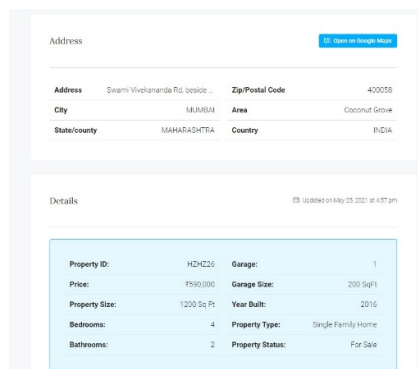 Address
Open on Google Maps
Address Swami Vivekananda Rd, beside ... Zip/Postal Code 400058
City MUMBAI Area Coconut Grove
State/county MAHARASHTRA Country INDIA
Details
Updated on May 25, 2021 at 4:57 pm
Property ID: HZHZ26 Garage: 1
Price: ₹590,000 Garage Size: 200 SqFt
Property Size: 1200 Sq Ft Year Built: 2016
Bedrooms: 4 Property Type: Single Family Home
Bathrooms: 2 Property Status: For Sale